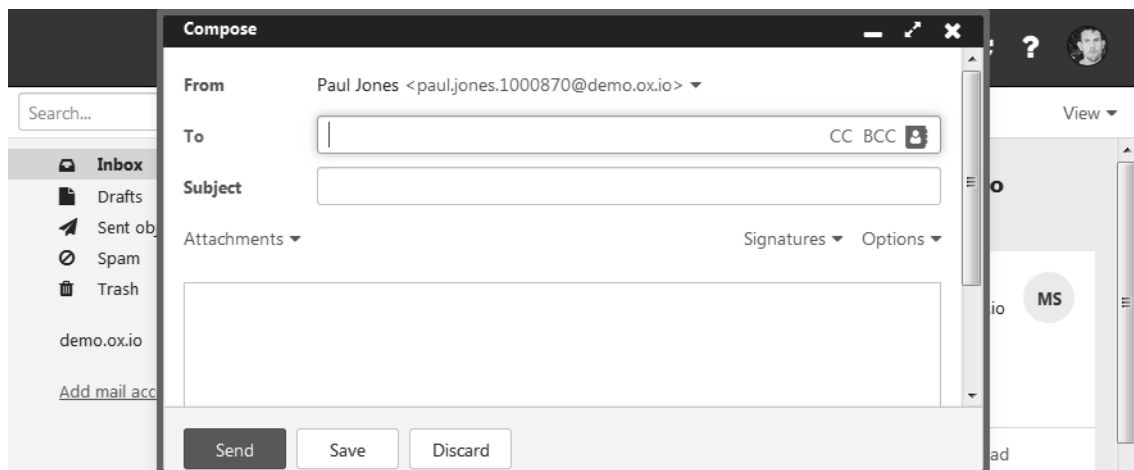 Compose
?
From Paul Jones <paul.jones.1000870@demo.ox.io>
Search... View
To CC BCC
Inbox
Drafts
Subject o
Sent obj
Attachments Signatures Options
Spam
Trash
MS
io
demo.ox.io
Add mail acc
Send Save Discard
ad